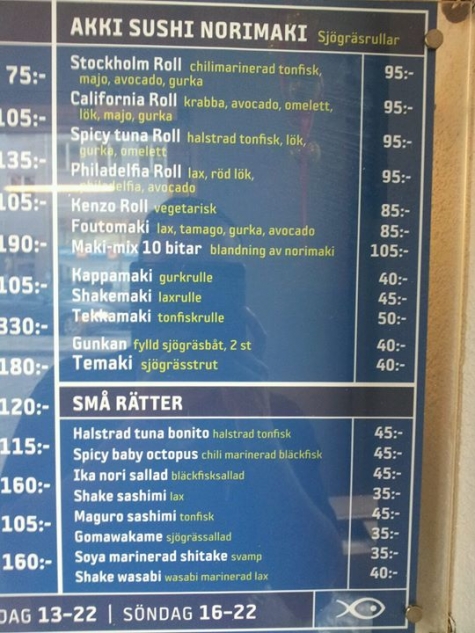 AKKI SUSHI NORIMAKI Sjögräsrullar
75:-
Stockholm Roll chilimarinerad tonfisk, 95:-
majo, avocado, gurka
105:-
California Roll krabba, avocado, omelett, 95:-
lök, majo, gurka
135:-
Spicy tuna Roll halstrad tonfisk, lök, 95:-
gurka, omelett
Philadelfia Roll lax, röd lök, 95:-
philadelfia, avocado
105:-
Kenzo Roll vegetarisk 85:-
Foutomaki lax, tamago, gurka, avocado 85:-
190:-
Maki-mix 10 bitar blandning av norimaki 105:-
105:-
Kappamaki gurkrulle 40:-
Shakemaki laxrulle 45:-
330:-
Tekkamaki tonfiskrulle 50:-
Gunkan fylld sjögräsbåt, 2 st 40:-
180:-
Temaki sjögrässtrut 40:-
120:-
SMÅ RÄTTER
115:-
Halstrad tuna bonito halstrad tonfisk 45:-
Spicy baby octopus chili marinerad bläckfisk 45:-
160:-
Ika nori sallad bläckfisksallad 45:-
Shake sashimi lax 35:-
105:-
Maguro sashimi tonfisk 45:-
Gomawakame sjögrässallad 35:-
160:-
Soya marinerad shitake svamp 35:-
Shake wasabi wasabi marinerad lax 40:-
DAG 13-22 | SÖNDAG 16-22